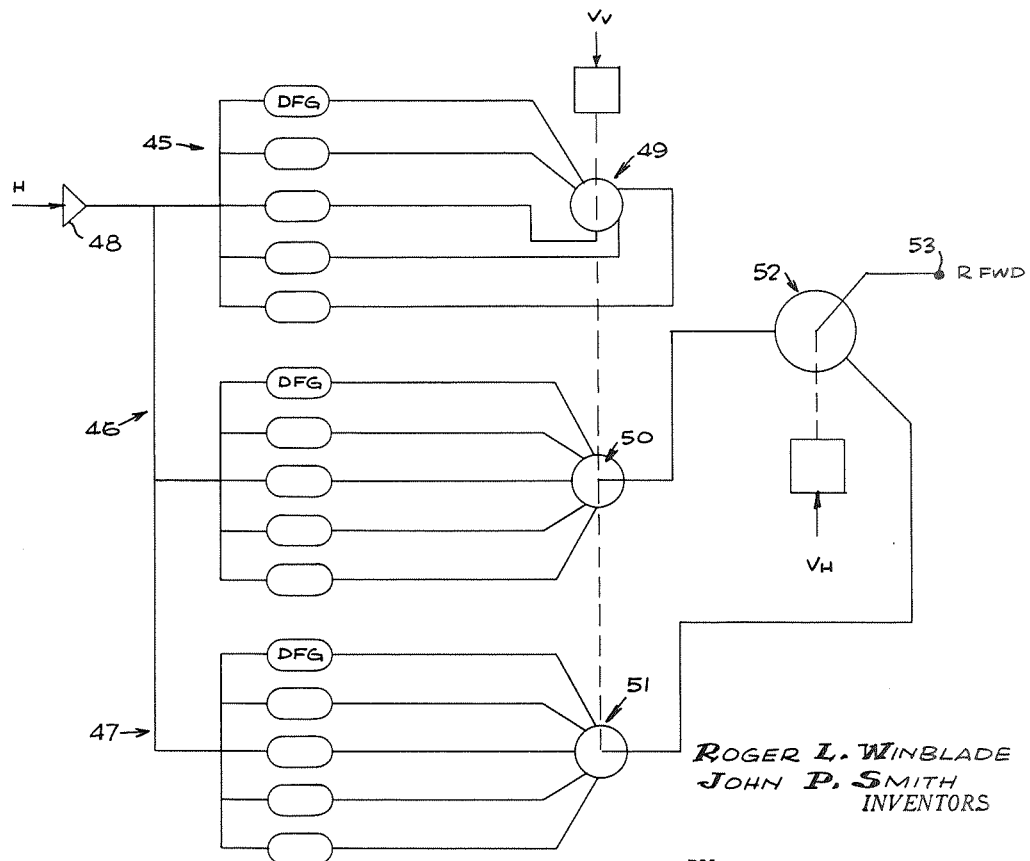 Vv
DFG
45
49
H
48
53
R FWD
52
DFG
46
50
VH
DFG
51
47
ROGER L. WINBLADE
JOHN P. SMITH
INVENTORS